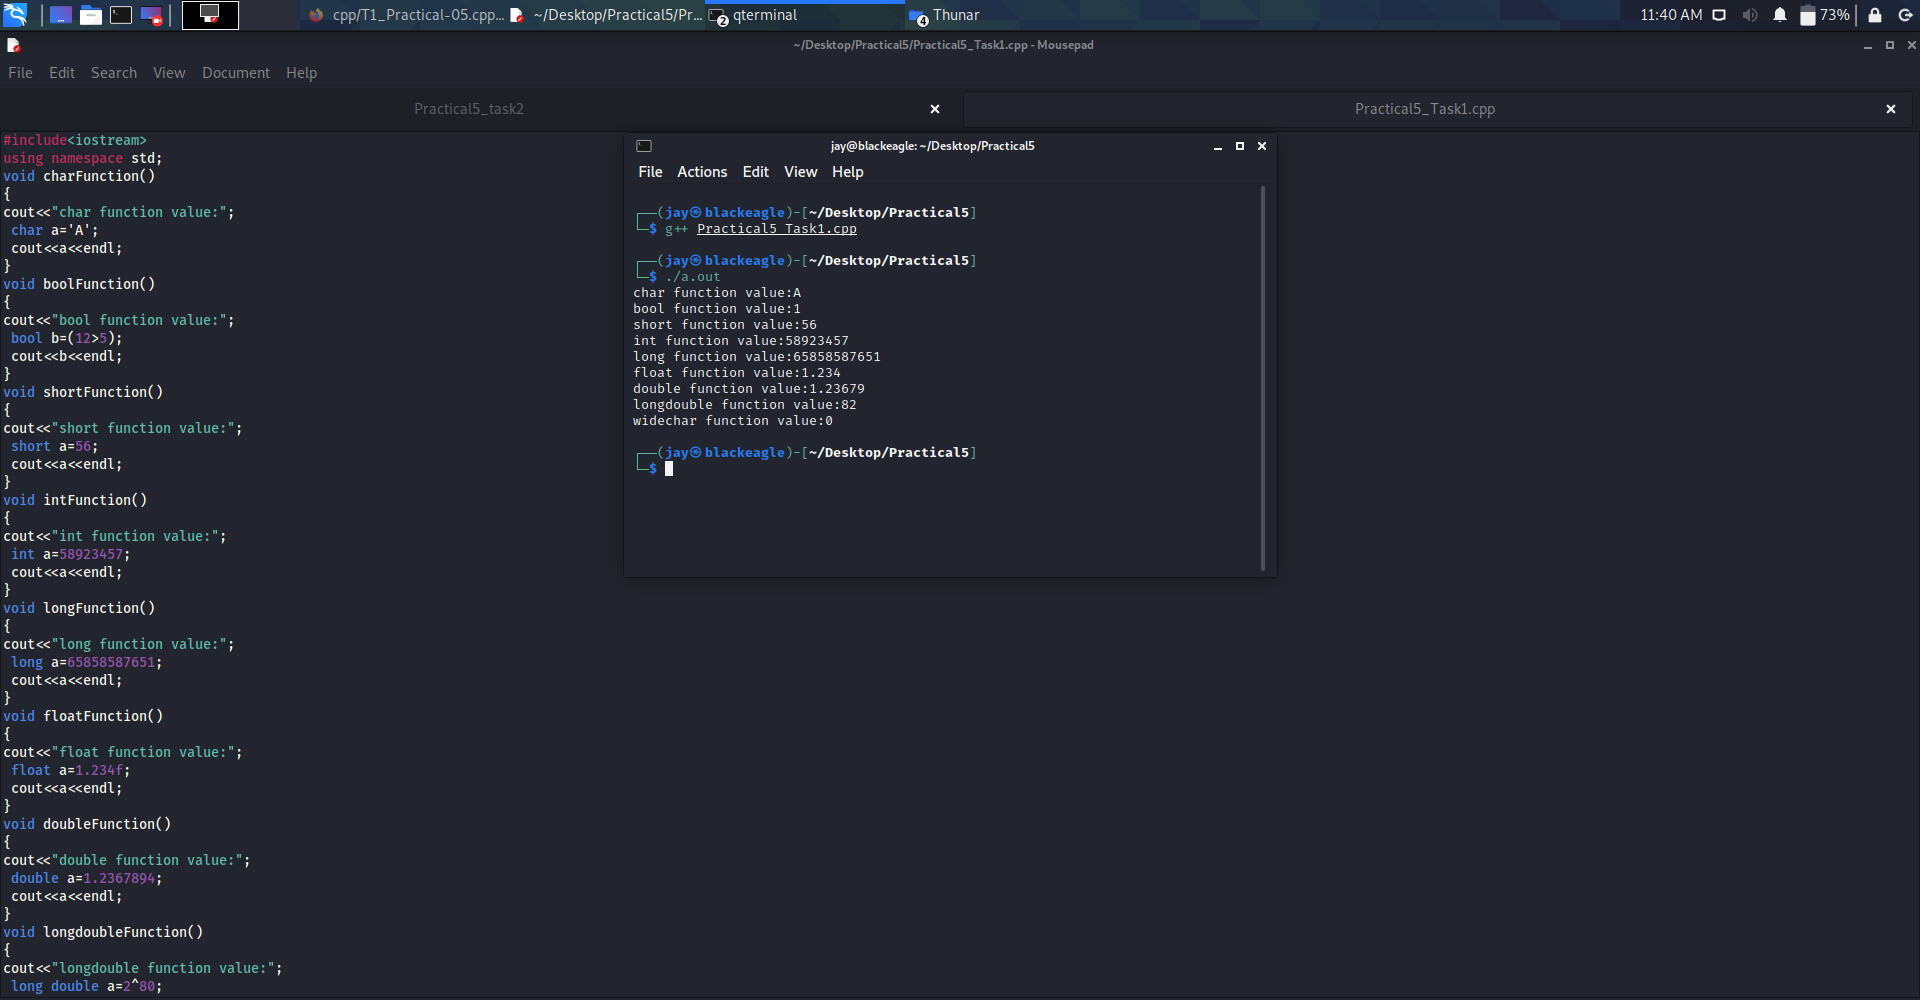 cpp/T1_Practical-05.cpp... ~/Desktop/Practical5/Pr... 2 qterminal 4 Thunar 11:40 AM 73%
~/Desktop/Practical5/Practical5_Task1.cpp - Mousepad
File Edit Search View Document Help
Practical5_task2 Practical5_Task1.cpp
#include<iostream>
using namespace std;
void charFunction()
{
cout<<"char function value:";
char a='A';
cout<<a<<endl;
}
void boolFunction()
{
cout<<"bool function value:";
bool b=(12>5);
cout<<b<<endl;
}
void shortFunction()
{
cout<<"short function value:";
short a=56;
cout<<a<<endl;
}
void intFunction()
{
cout<<"int function value:";
int a=58923457;
cout<<a<<endl;
}
void longFunction()
{
cout<<"long function value:";
long a=65858587651;
cout<<a<<endl;
}
void floatFunction()
{
cout<<"float function value:";
float a=1.234f;
cout<<a<<endl;
}
void doubleFunction()
{
cout<<"double function value:";
double a=1.2367894;
cout<<a<<endl;
}
void longdoubleFunction()
{
cout<<"longdouble function value:";
long double a=2^80;
jay@blackeagle: ~/Desktop/Practical5
File Actions Edit View Help
┌──(jay㉿blackeagle)-[~/Desktop/Practical5]
└─$ g++ Practical5_Task1.cpp
┌──(jay㉿blackeagle)-[~/Desktop/Practical5]
└─$ ./a.out
char function value:A
bool function value:1
short function value:56
int function value:58923457
long function value:65858587651
float function value:1.234
double function value:1.23679
longdouble function value:82
widechar function value:0
┌──(jay㉿blackeagle)-[~/Desktop/Practical5]
└─$